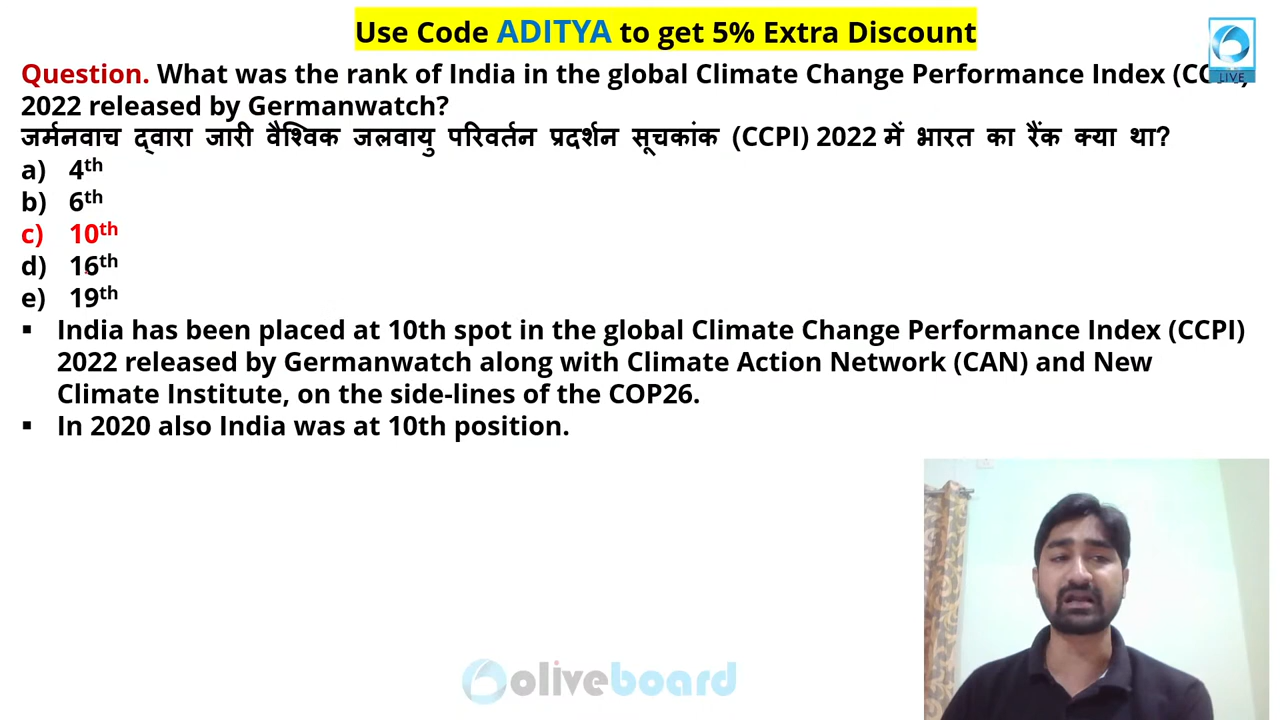 Use Code ADITYA to get 5% Extra Discount
LIVE
Question. What was the rank of India in the global Climate Change Performance Index
2022 released by Germanwatch?
जर्मनवाच द्वारा जारी वैश्विक जलवायु परिवर्तन प्रदर्शन सूचकांक (CCPI) 2022 में भारत का रैंक क्या था?
a) 4th
b) 6th
c) 10th
d) 16th
e) 19th
▪ India has been placed at 10th spot in the global Climate Change Performance Index (CCPI)
2022 released by Germanwatch along with Climate Action Network (CAN) and New
Climate Institute, on the side-lines of the COP26.
▪ In 2020 also India was at 10th position.
oliveboard